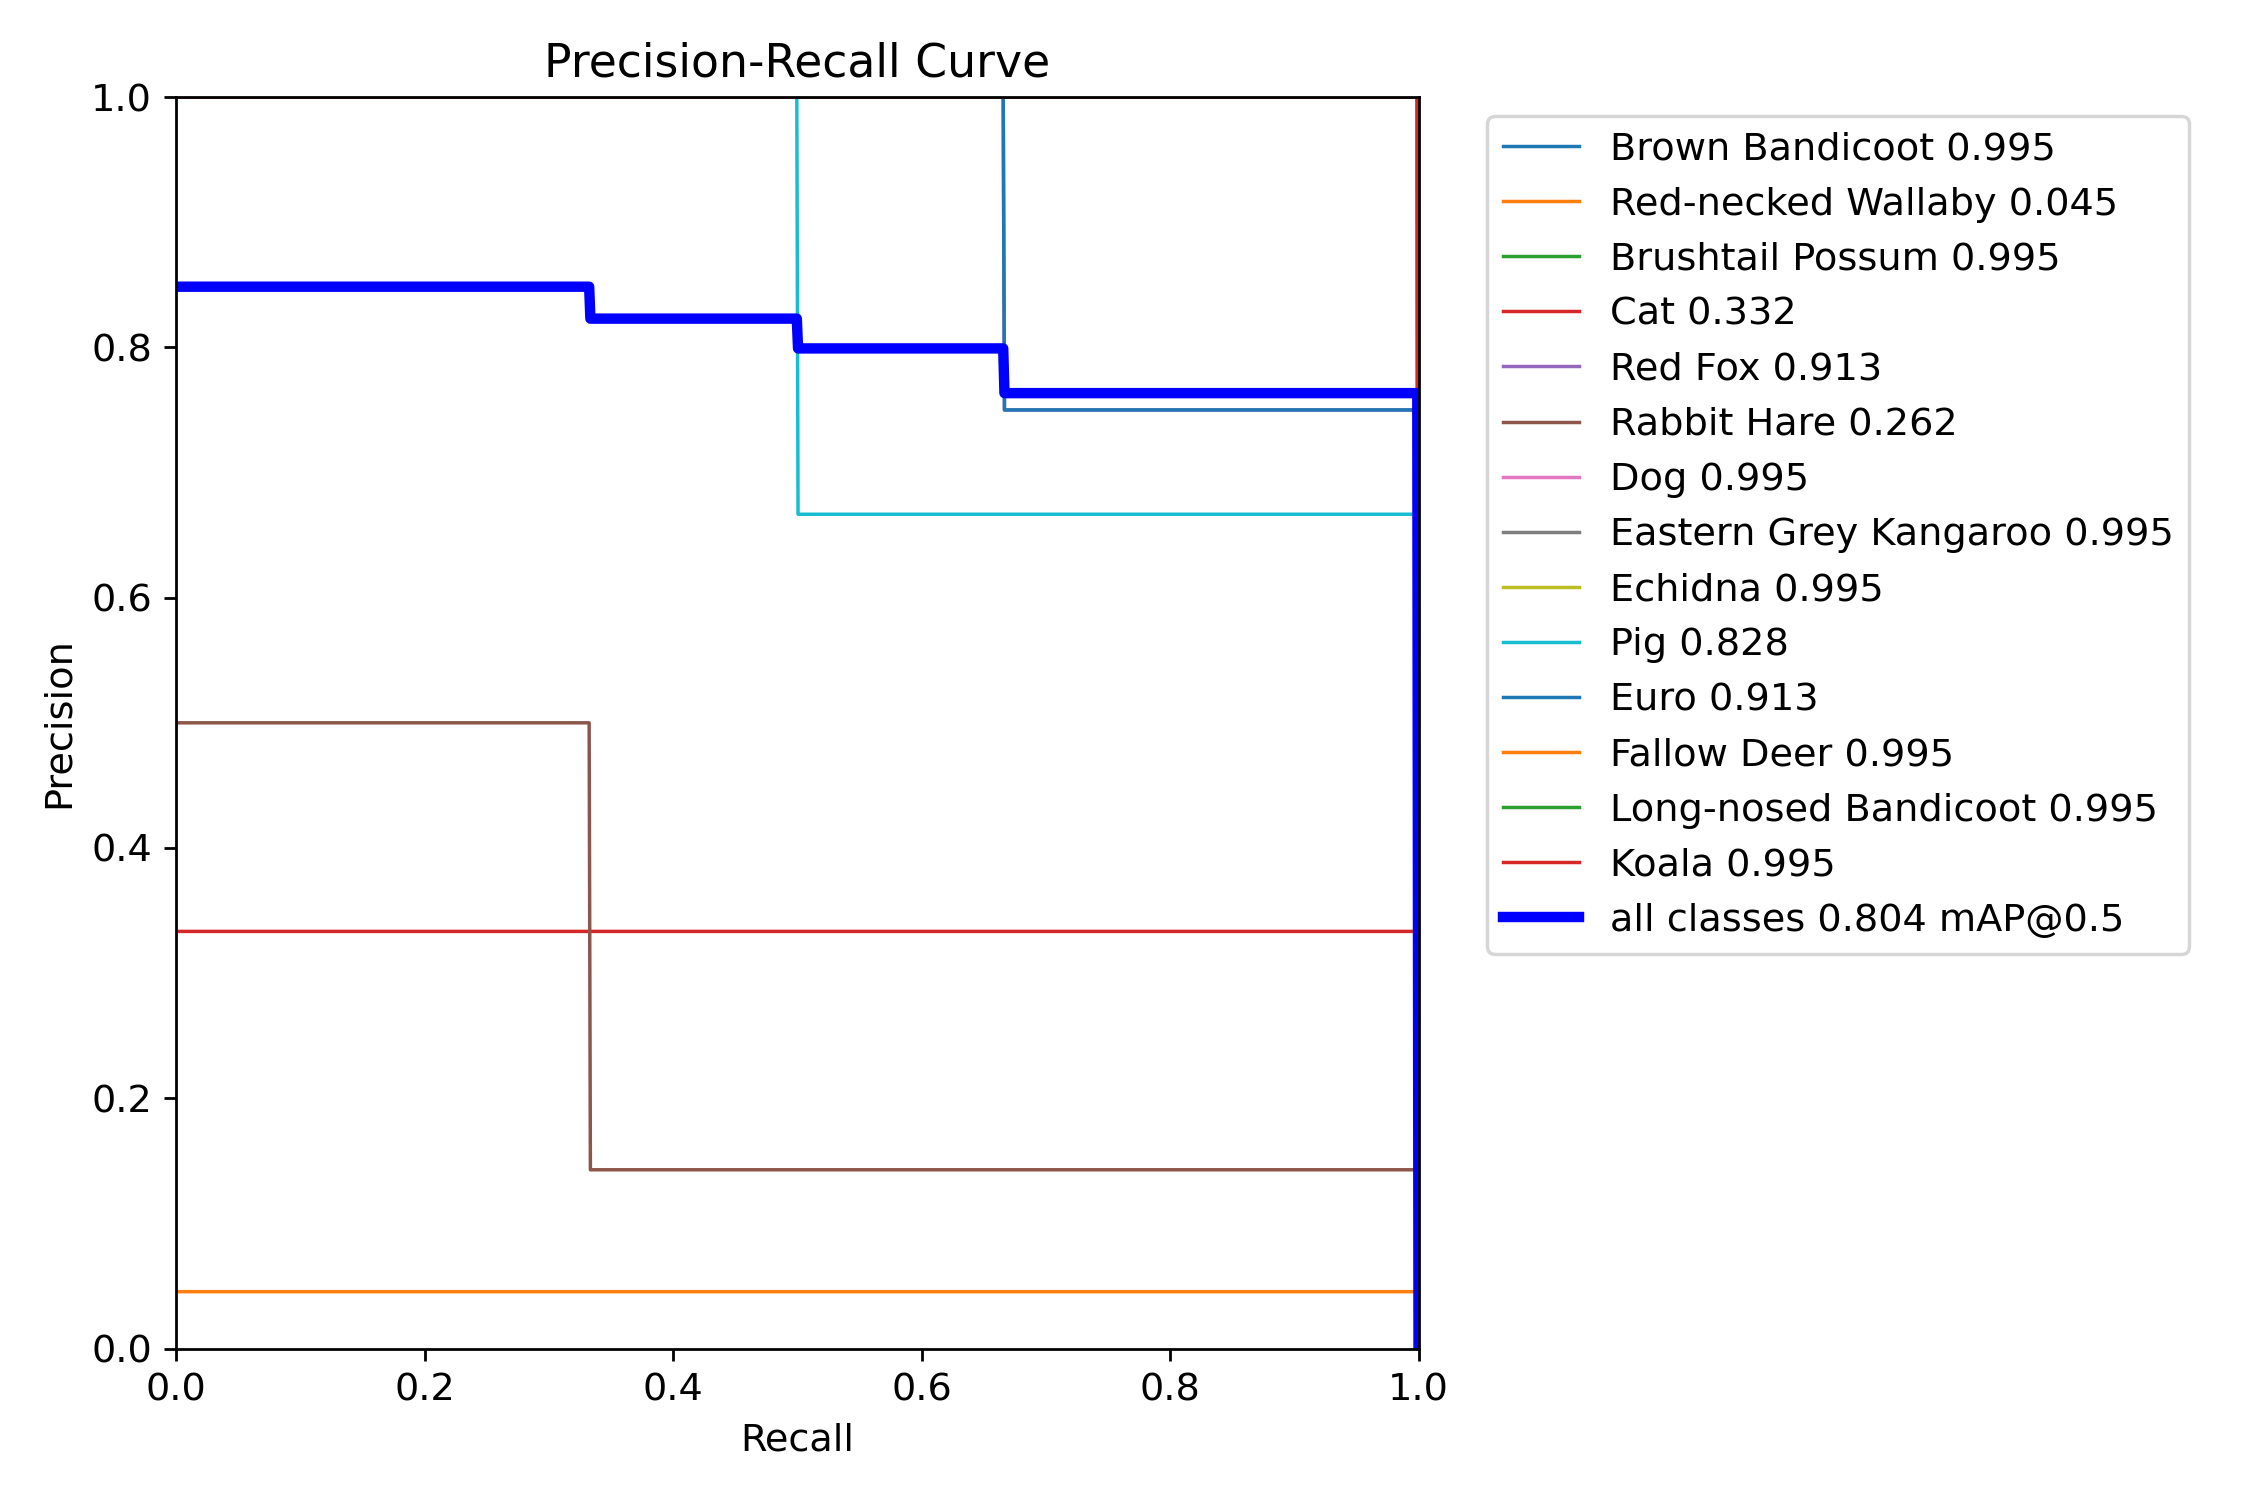 Precision-Recall Curve
1.0
0.8
0.6
0.4
0.2
0.0
Precision
0.0 0.2 0.4 0.6 0.8 1.0
Recall
Brown Bandicoot 0.995
Red-necked Wallaby 0.045
Brushtail Possum 0.995
Cat 0.332
Red Fox 0.913
Rabbit Hare 0.262
Dog 0.995
Eastern Grey Kangaroo 0.995
Echidna 0.995
Pig 0.828
Euro 0.913
Fallow Deer 0.995
Long-nosed Bandicoot 0.995
Koala 0.995
all classes 0.804 mAP@0.5